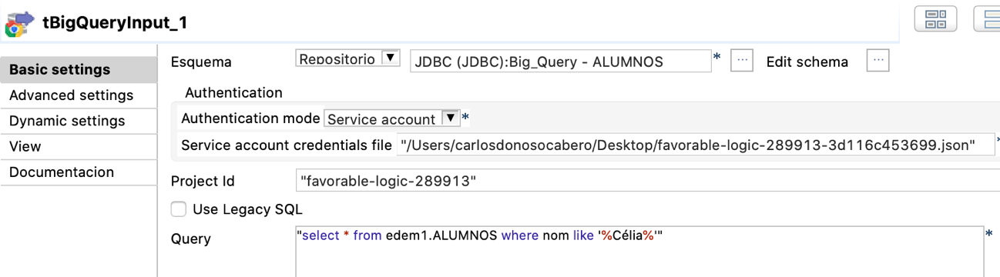 tBigQueryInput_1
Basic settings
Advanced settings
Dynamic settings
View
Documentacion
Esquema Repositorio JDBC (JDBC):Big_Query - ALUMNOS * ... Edit schema ...
Authentication
Authentication mode Service account *
Service account credentials file "/Users/carlosdonosocabero/Desktop/favorable-logic-289913-3d116c453699.json" *
Project Id "favorable-logic-289913"
Use Legacy SQL
Query "select * from edem1.ALUMNOS where nom like '%Célia%'" *